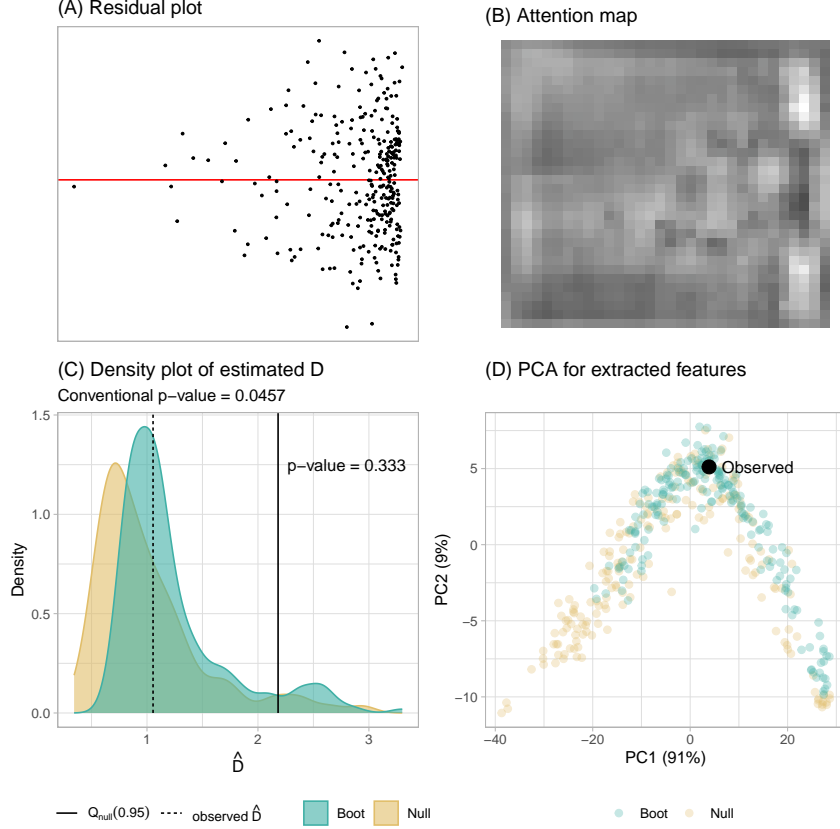 (A) Residual plot
(B) Attention map
(C) Density plot of estimated D
Conventional p−value = 0.0457
p−value = 0.333
Density
0.0
0.5
1.0
1.5
1
2
3
D̂
(D) PCA for extracted features
Observed
PC2 (9%)
5
0
−5
−10
−40
−20
0
20
PC1 (91%)
Qnull(0.95)
observed D̂
Boot
Null
Boot
Null